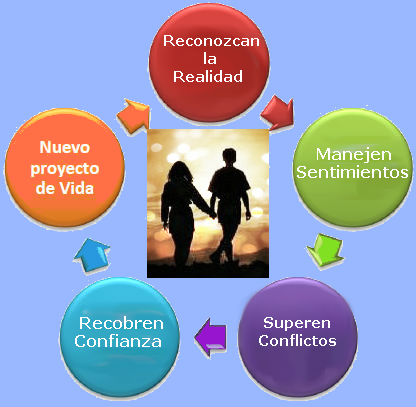 Reconozcan
la
Realidad
Manejen
Sentimientos
Superen
Conflictos
Recobren
Confianza
Nuevo
proyecto
de Vida